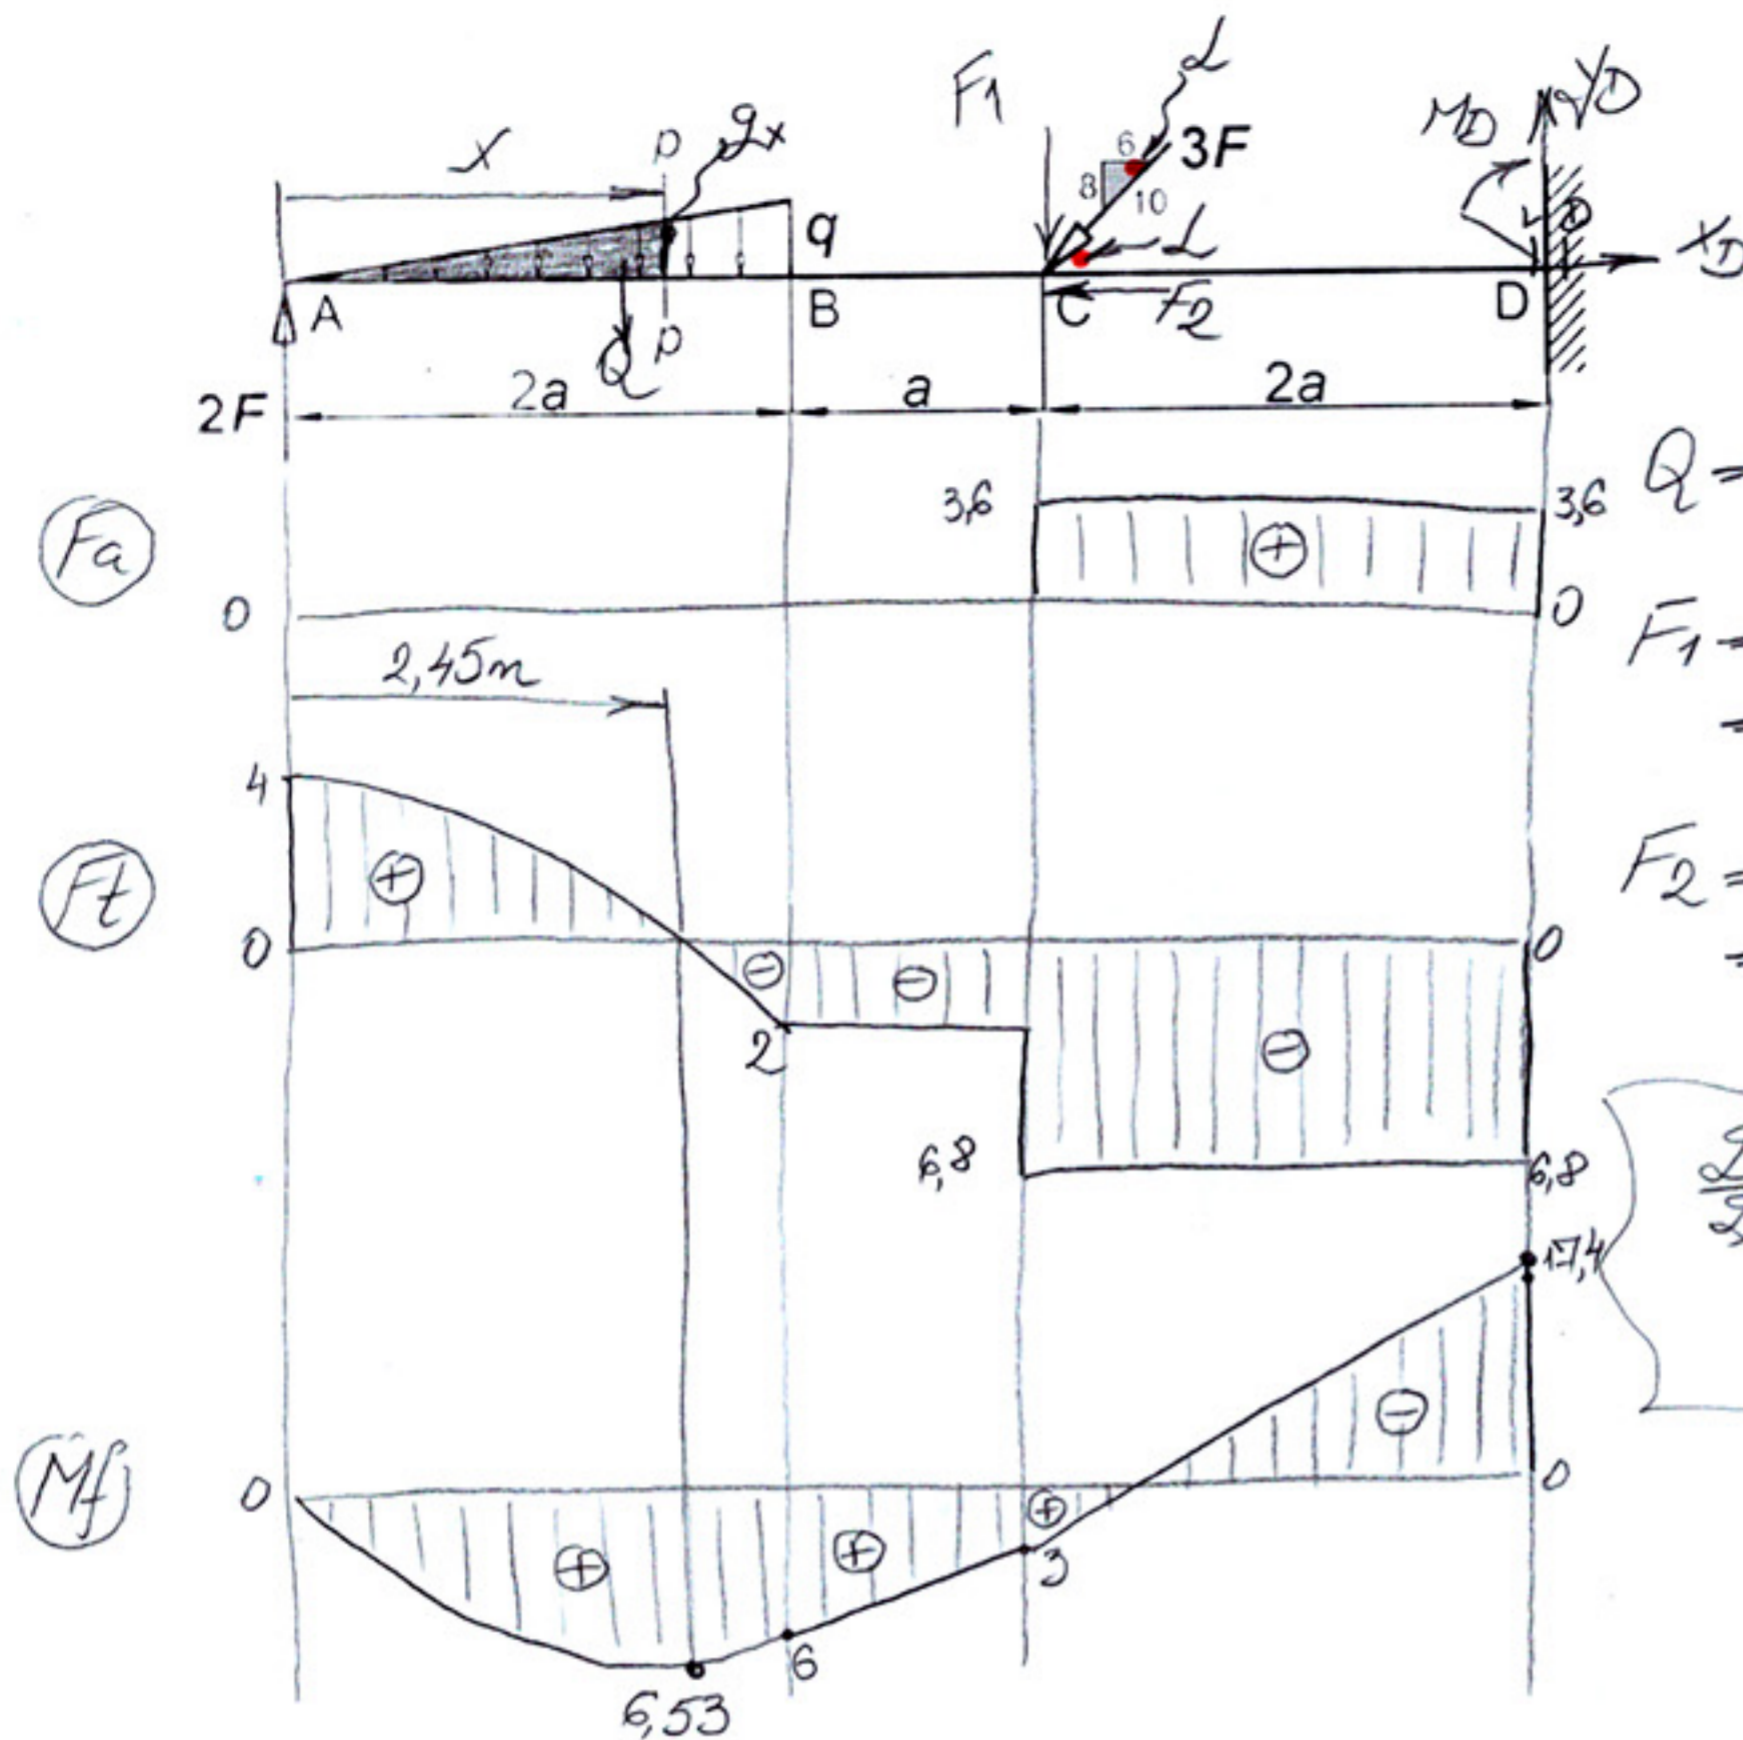 α
F1
MD
YD
x
p
qx
6
3F
8
10
q
α
XD
A
B
C
F2
D
Q
p
2F
2a
a
2a
Fa
3,6
3,6
Q =
+
0
0
F1 =
2,45m
=
4
Ft
+
F2 =
0
0
-
-
=
2
-
6,8
6,8
17,4
-
Mf
0
0
+
+
+
3
6
6,53